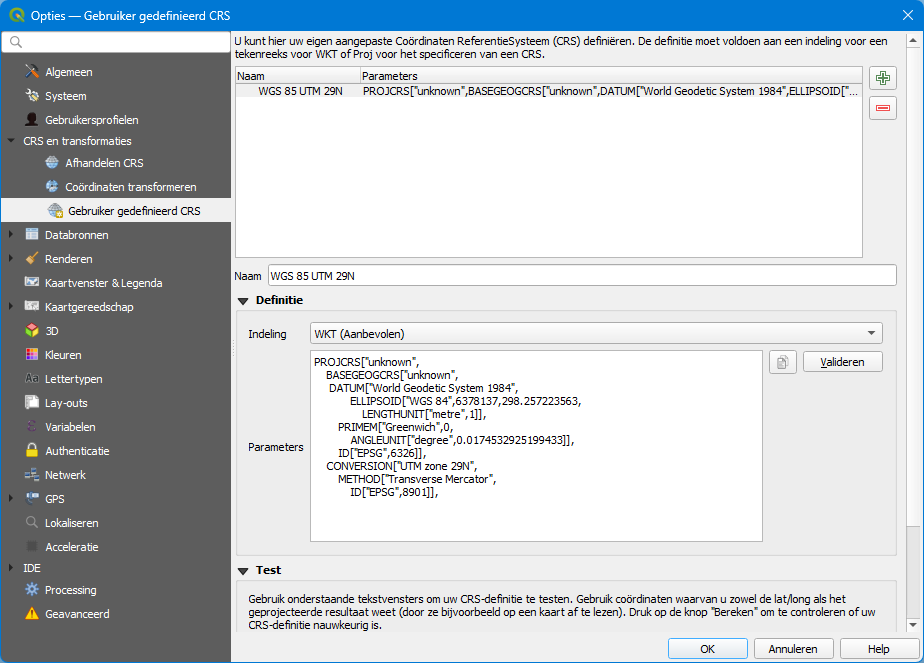 Opties — Gebruiker gedefinieerd CRS
Algemeen
Systeem
Gebruikersprofielen
CRS en transformaties
Afhandelen CRS
Coördinaten transformeren
Gebruiker gedefinieerd CRS
Databronnen
Renderen
Kaartvenster & Legenda
Kaartgereedschap
3D
Kleuren
Aa Lettertypen
Lay-outs
Variabelen
Authenticatie
Netwerk
GPS
Lokaliseren
Acceleratie
IDE
Processing
Geavanceerd
U kunt hier uw eigen aangepaste Coördinaten ReferentieSysteem (CRS) definiëren. De definitie moet voldoen aan een indeling voor een
tekenreeks voor WKT of Proj voor het specificeren van een CRS.
Naam Parameters
WGS 85 UTM 29N PROJCRS["unknown",BASEGEOGCRS["unknown",DATUM["World Geodetic System 1984",ELLIPSOID["...
Naam WGS 85 UTM 29N
Definitie
Indeling WKT (Aanbevolen)
Parameters
PROJCRS["unknown",
BASEGEOGCRS["unknown",
DATUM["World Geodetic System 1984",
ELLIPSOID["WGS 84",6378137,298.257223563,
LENGTHUNIT["metre",1]],
PRIMEM["Greenwich",0,
ANGLEUNIT["degree",0.0174532925199433]],
ID["EPSG",6326]],
CONVERSION["UTM zone 29N",
METHOD["Transverse Mercator",
ID["EPSG",8901]],
Valideren
Test
Gebruik onderstaande tekstvensters om uw CRS-definitie te testen. Gebruik coördinaten waarvan u zowel de lat/long als het
geprojecteerde resultaat weet (door ze bijvoorbeeld op een kaart af te lezen). Druk op de knop "Bereken" om te controleren of uw
CRS-definitie nauwkeurig is.
OK Annuleren Help